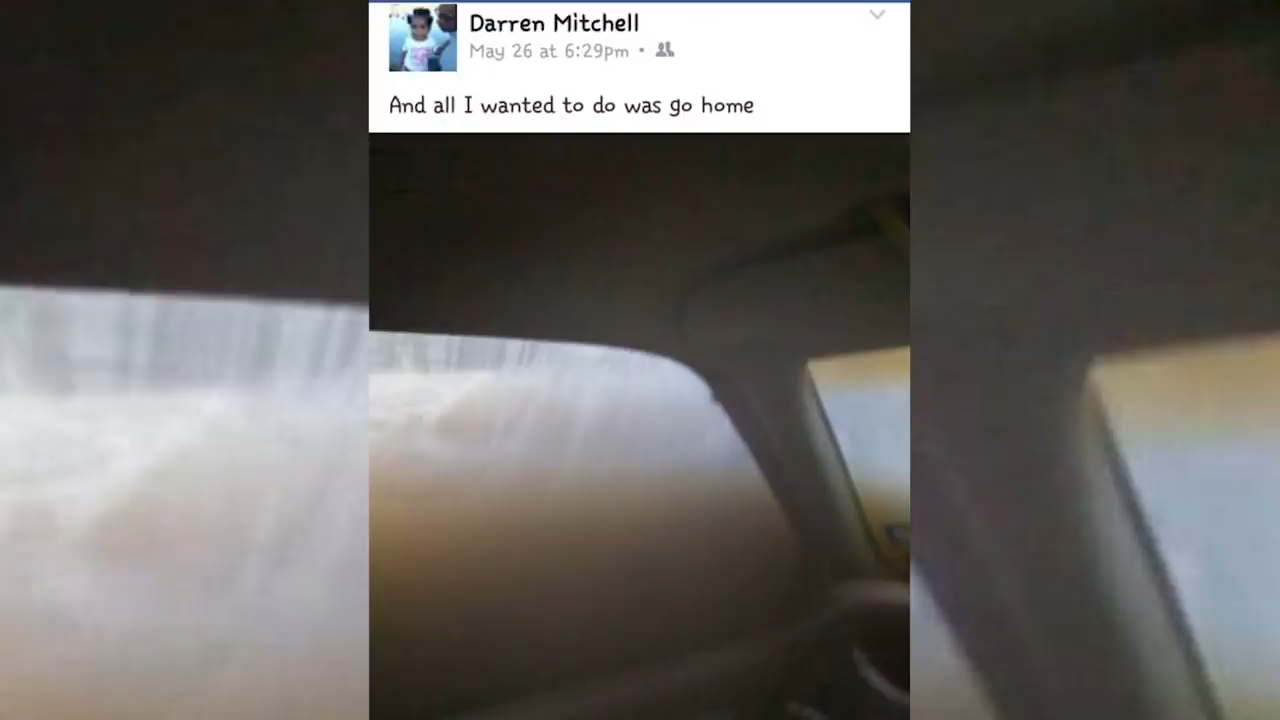 Darren Mitchell
May 26 at 6:29pm •
And all I wanted to do was go home